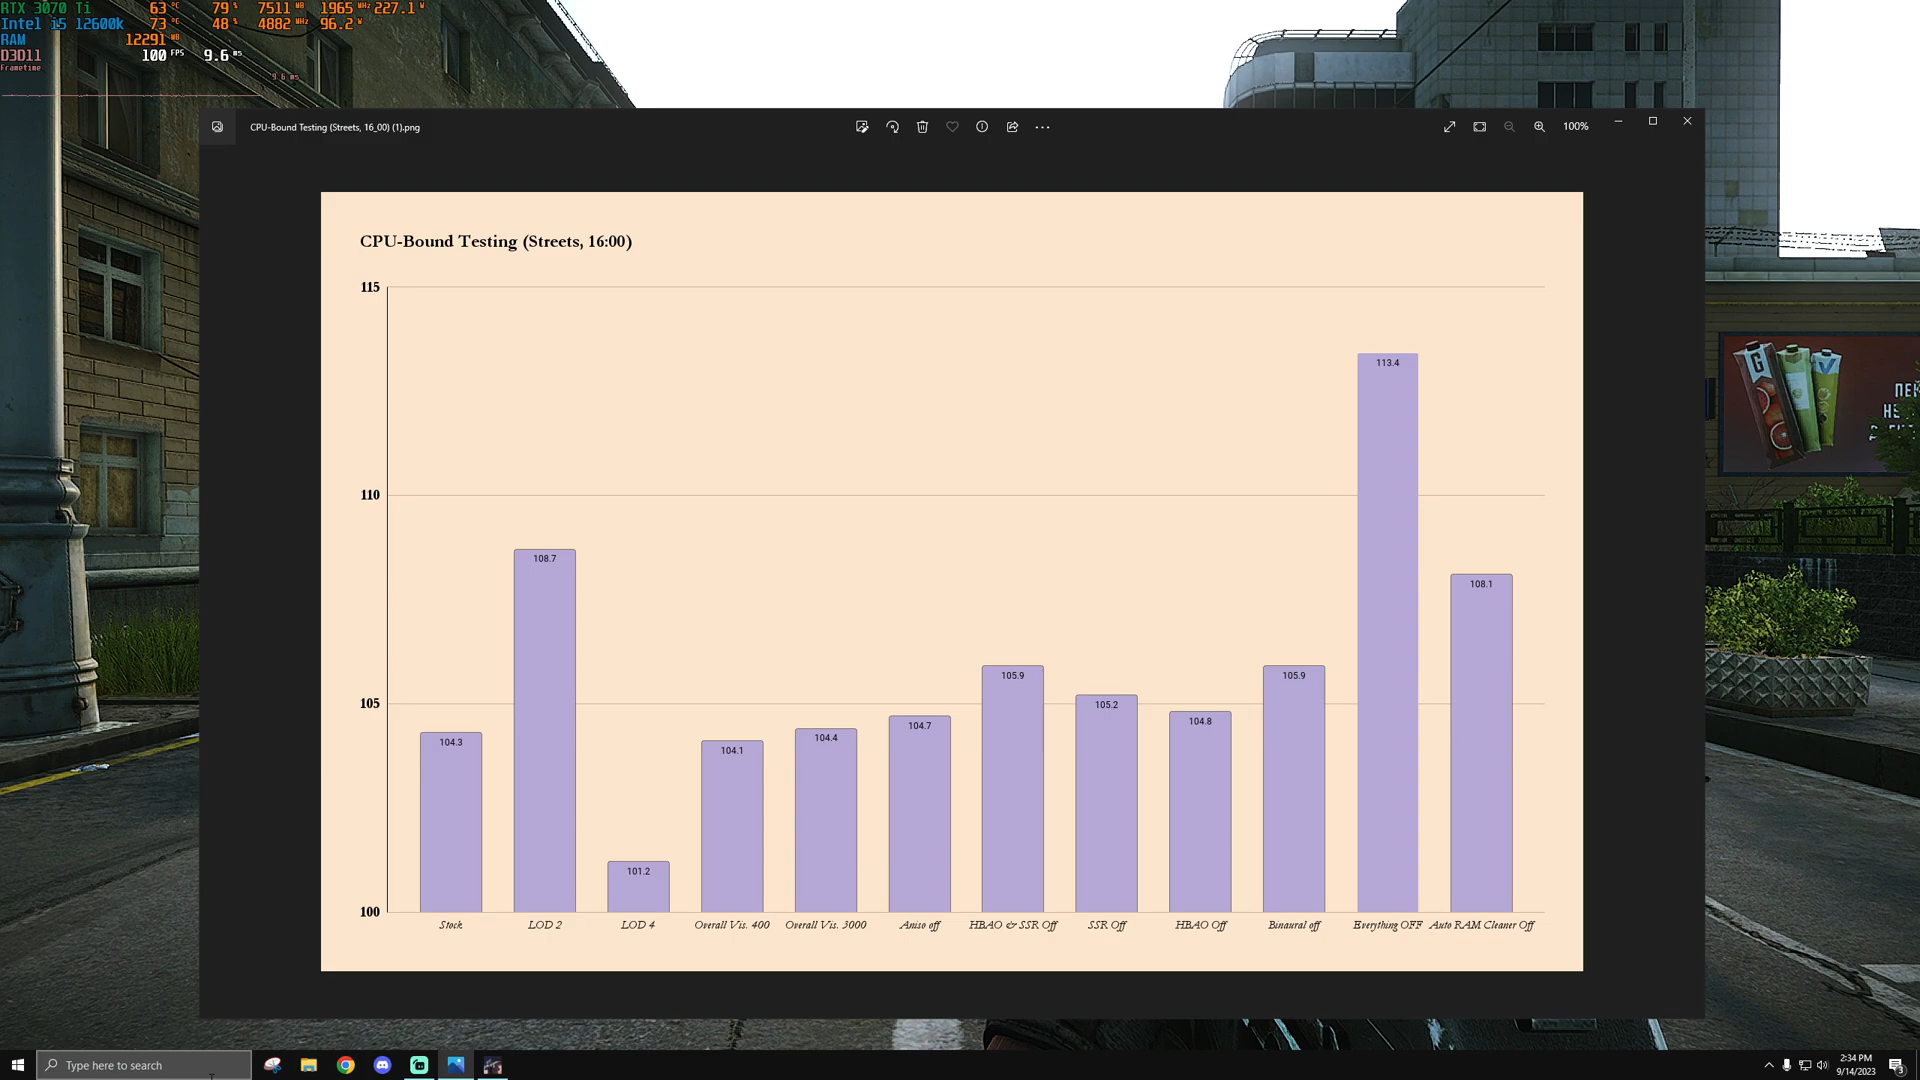 RTX 3070 Ti 63 °C 79 % 7511 MB 1965 MHz 227.1 W
Intel i5 12600k 73 °C 48 % 4882 MHz 96.2 W
RAM 12291 MB
D3D11 100 FPS 9.6 ms
Frametime
9.6 ms
CPU-Bound Testing (Streets, 16_00) (1).png
100%
CPU-Bound Testing (Streets, 16:00)
115
110
105
100
104.3
108.7
101.2
104.1
104.4
104.7
105.9
105.2
104.8
105.9
113.4
108.1
Stock
LOD 2
LOD 4
Overall Vis. 400
Overall Vis. 3000
Aniso off
HBAO & SSR Off
SSR Off
HBAO Off
Binaural off
Everything OFF
Auto RAM Cleaner Off
G
Type here to search
2:34 PM
9/14/2023
3